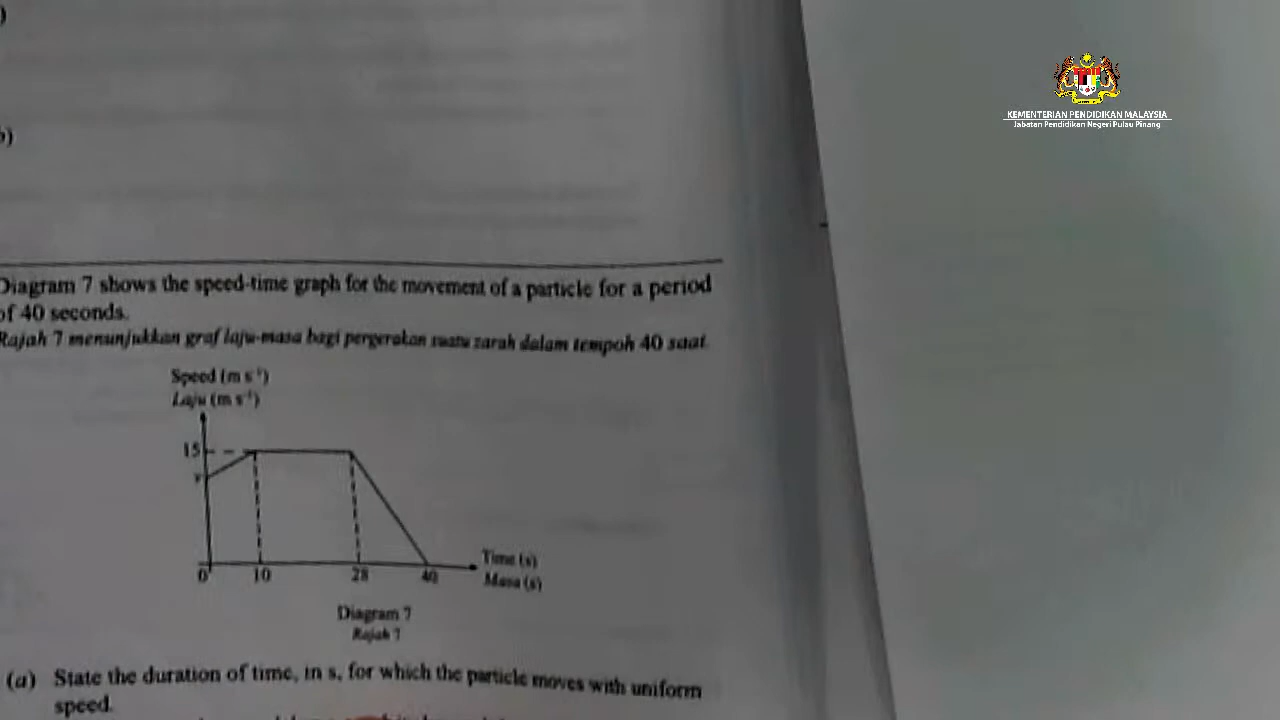 )
b)
KEMENTERIAN PENDIDIKAN MALAYSIA
Jabatan Pendidikan Negeri Pulau Pinang
Diagram 7 shows the speed-time graph for the movement of a particle for a period
of 40 seconds.
Rajah 7 menunjukkan graf laju-masa bagi pergerakan suatu zarah dalam tempoh 40 saat.
Speed (m s⁻¹)
Laju (m s⁻¹)
15
v
0 10 28 40
Time (s)
Masa (s)
Diagram 7
Rajah 7
(a) State the duration of time, in s, for which the particle moves with uniform
speed.